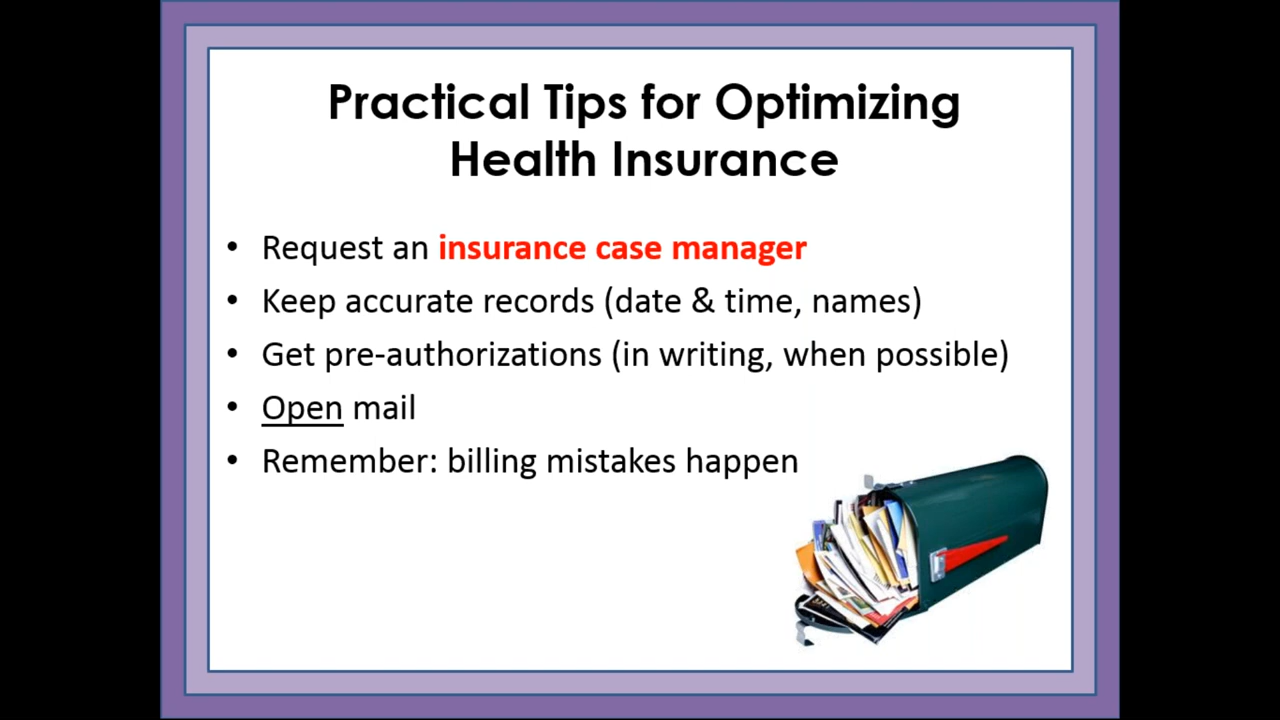 Practical Tips for Optimizing
Health Insurance
• Request an insurance case manager
• Keep accurate records (date & time, names)
• Get pre-authorizations (in writing, when possible)
• Open mail
• Remember: billing mistakes happen